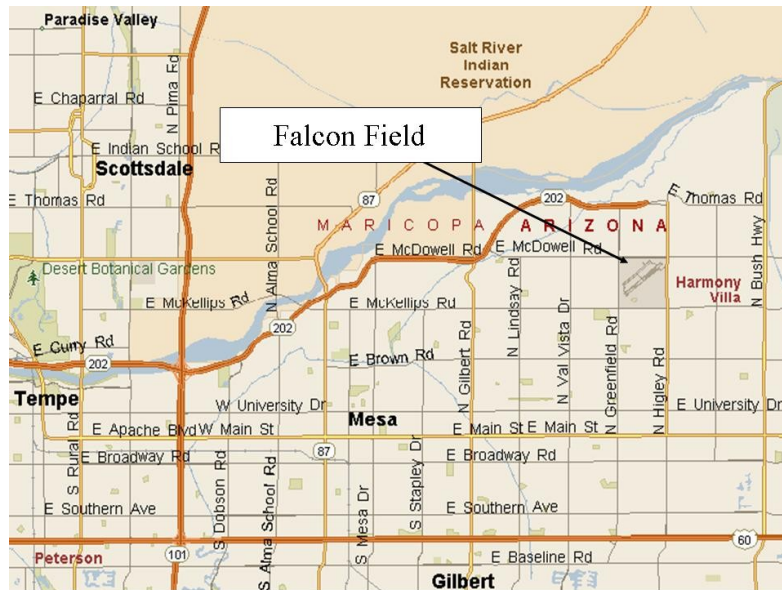 Paradise Valley
Salt River
Indian
Reservation
N Pima Rd
E Chaparral Rd
Falcon Field
E Indian School R
Scottsdale
E Thomas Rd
N Alma School Rd
87
202
E Thomas Rd
MARICOPA ARIZONA
E McDowell Rd
E McDowell Rd
N Bush Hwy
Desert Botanical Gardens
Harmony
Villa
E McKellips Rd
E McKellips Rd
N Lindsay Rd
N Val Vista Dr
N Greenfield Rd
N Higley Rd
N Gilbert Rd
202
E Curry Rd
202
E Brown Rd
Tempe
W University Dr
Mesa
E University Dr
E Apache Blvd
W Main St
E Main St
E Main St
87
S Rural Rd
E Broadway Rd
E Broadway Rd
S Dobson Rd
S Alma School Rd
S Mesa Dr
S Stapley Dr
E Southern Ave
E Southern Ave
60
Peterson
101
E Baseline Rd
Gilbert